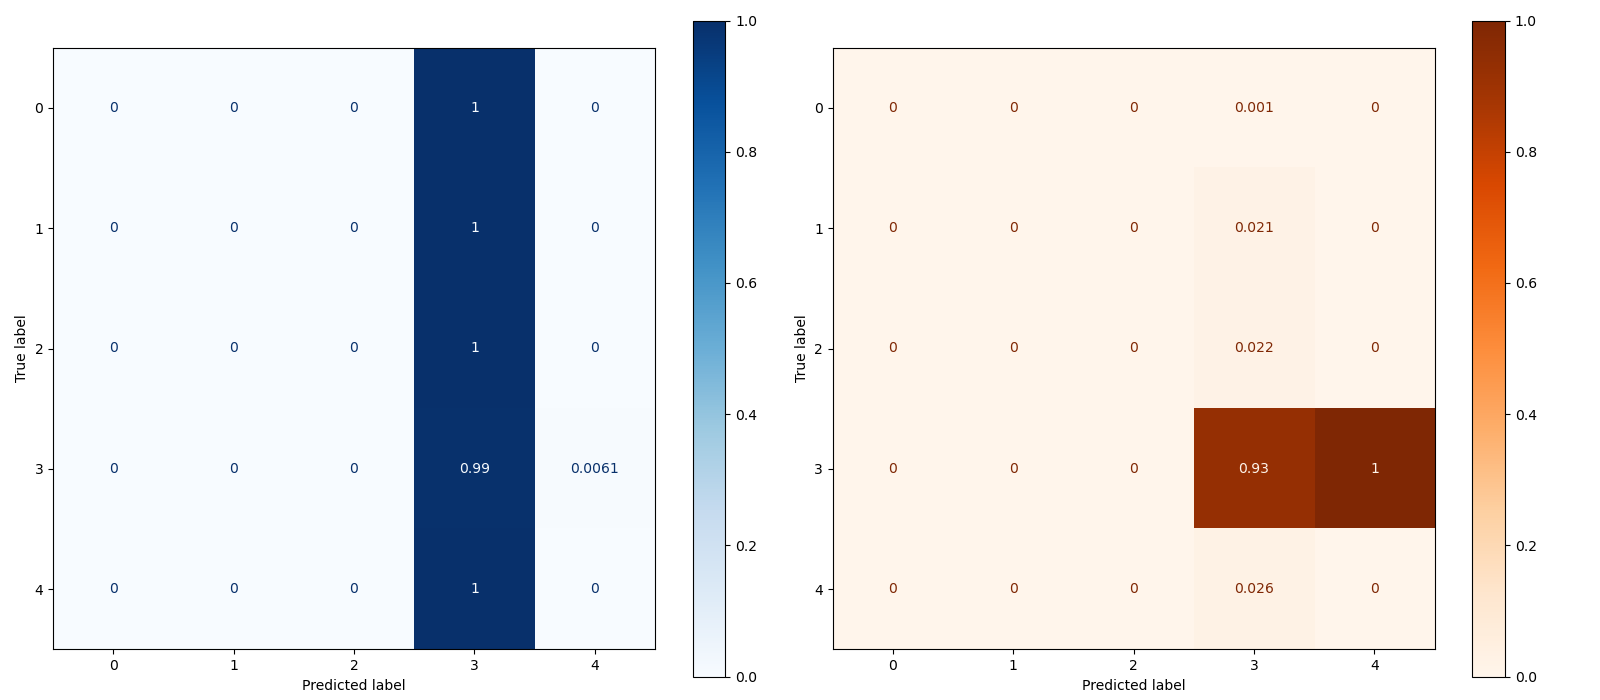 1.0
0.8
0.6
0.4
0.2
0.0
True label
0 0 0 0 1 0
1 0 0 0 1 0
2 0 0 0 1 0
3 0 0 0 0.99 0.0061
4 0 0 0 1 0
0 1 2 3 4
Predicted label
1.0
0.8
0.6
0.4
0.2
0.0
True label
0 0 0 0 0.001 0
1 0 0 0 0.021 0
2 0 0 0 0.022 0
3 0 0 0 0.93 1
4 0 0 0 0.026 0
0 1 2 3 4
Predicted label